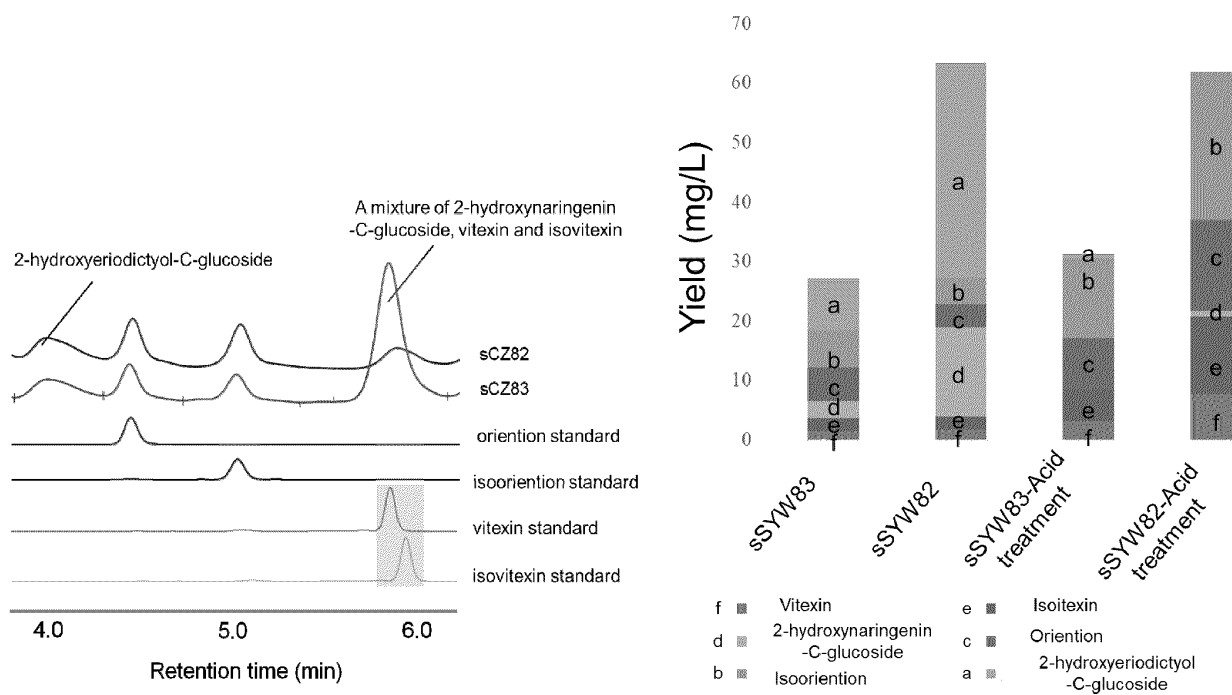 A mixture of 2-hydroxynaringenin
-C-glucoside, vitexin and isovitexin
2-hydroxyeriodictyol-C-glucoside
sCZ82
sCZ83
oriention standard
isooriention standard
vitexin standard
isovitexin standard
4.0 5.0 6.0
Retention time (min)
Yield (mg/L)
70
60
50
40
30
20
10
0
a
b
c
d
e
f
a
b
c
d
e
f
a
b
c
e
f
b
c
d
e
f
sSYW83
sSYW82
sSYW83-Acid
treatment
sSYW82-Acid
treatment
f Vitexin
e Isoitexin
d 2-hydroxynaringenin
-C-glucoside
c Oriention
b Isooriention
a 2-hydroxyeriodictyol
-C-glucoside